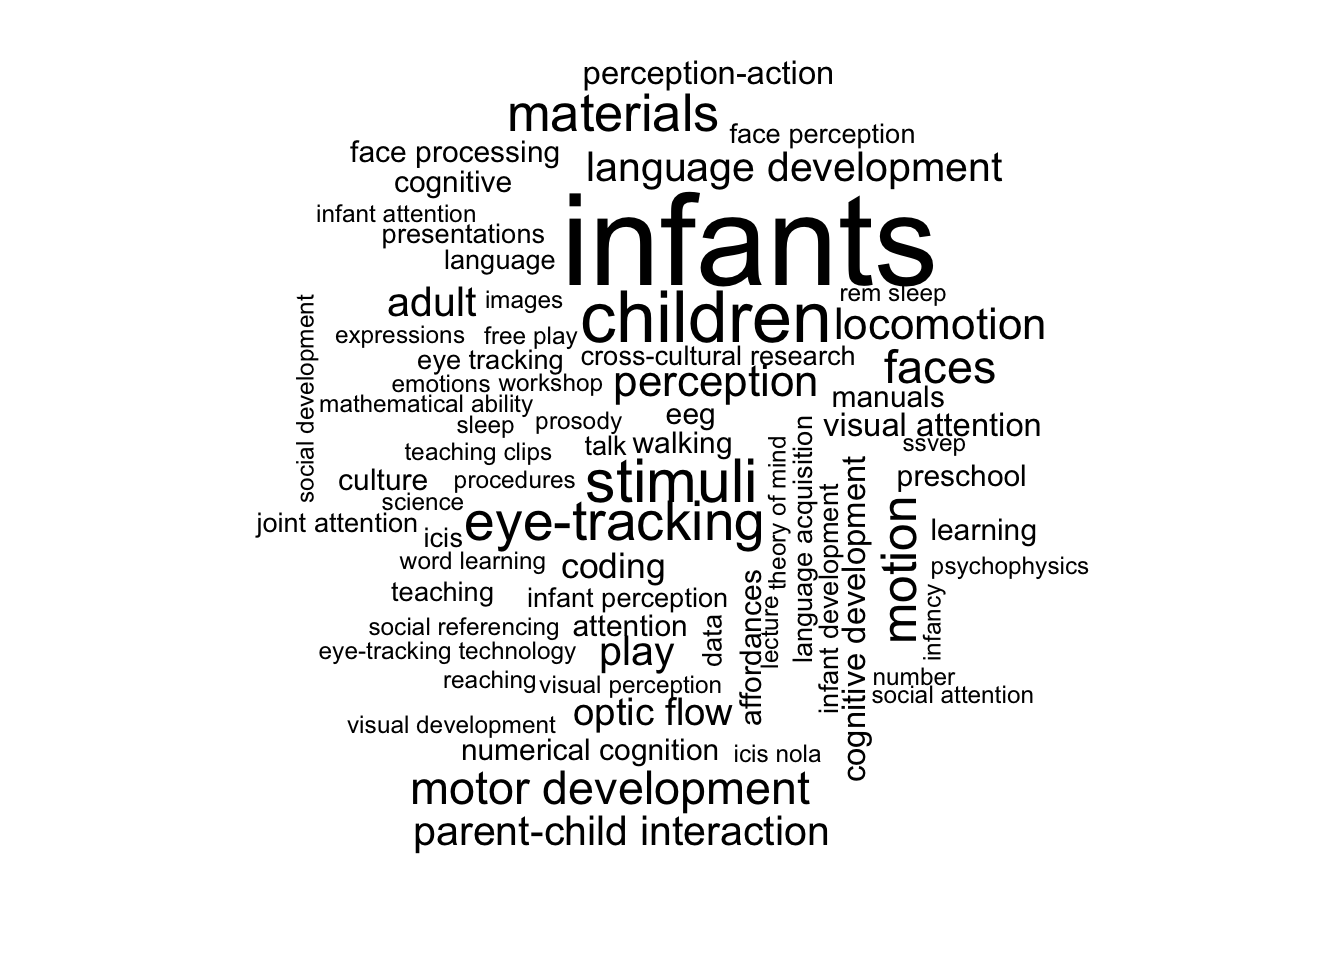 perception-action
materials
face perception
face processing
language development
cognitive
infants
infant attention
presentations
language
children
rem sleep
adult
images
locomotion
expressions
free play
social development
eye tracking
cross-cultural research
faces
emotions
workshop
perception
manuals
mathematical ability
sleep
prosody
eeg
visual attention
teaching clips
talk
walking
ssvep
culture
procedures
stimuli
preschool
science
theory of mind
language acquisition
joint attention
icis
eye-tracking
infant development
cognitive development
motion
learning
word learning
coding
psychophysics
teaching
infant perception
infancy
social referencing
attention
data
affordances
lecture
eye-tracking technology
play
reaching
visual perception
number
social attention
visual development
optic flow
numerical cognition
icis nola
motor development
parent-child interaction